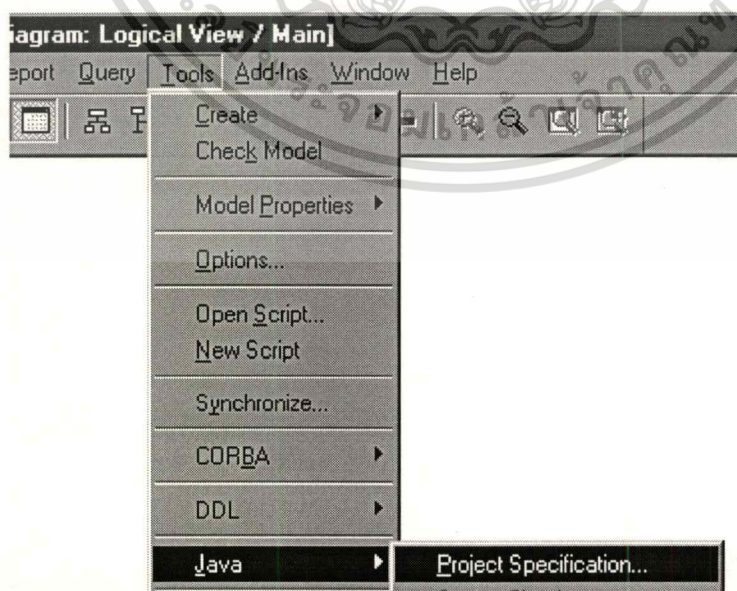 iagram: Logical View / Main]
eport Query Tools Add-Ins Window Help
Create
Check Model
Model Properties
Options...
Open Script...
New Script
Synchronize...
CORBA
DDL
Java Project Specification...